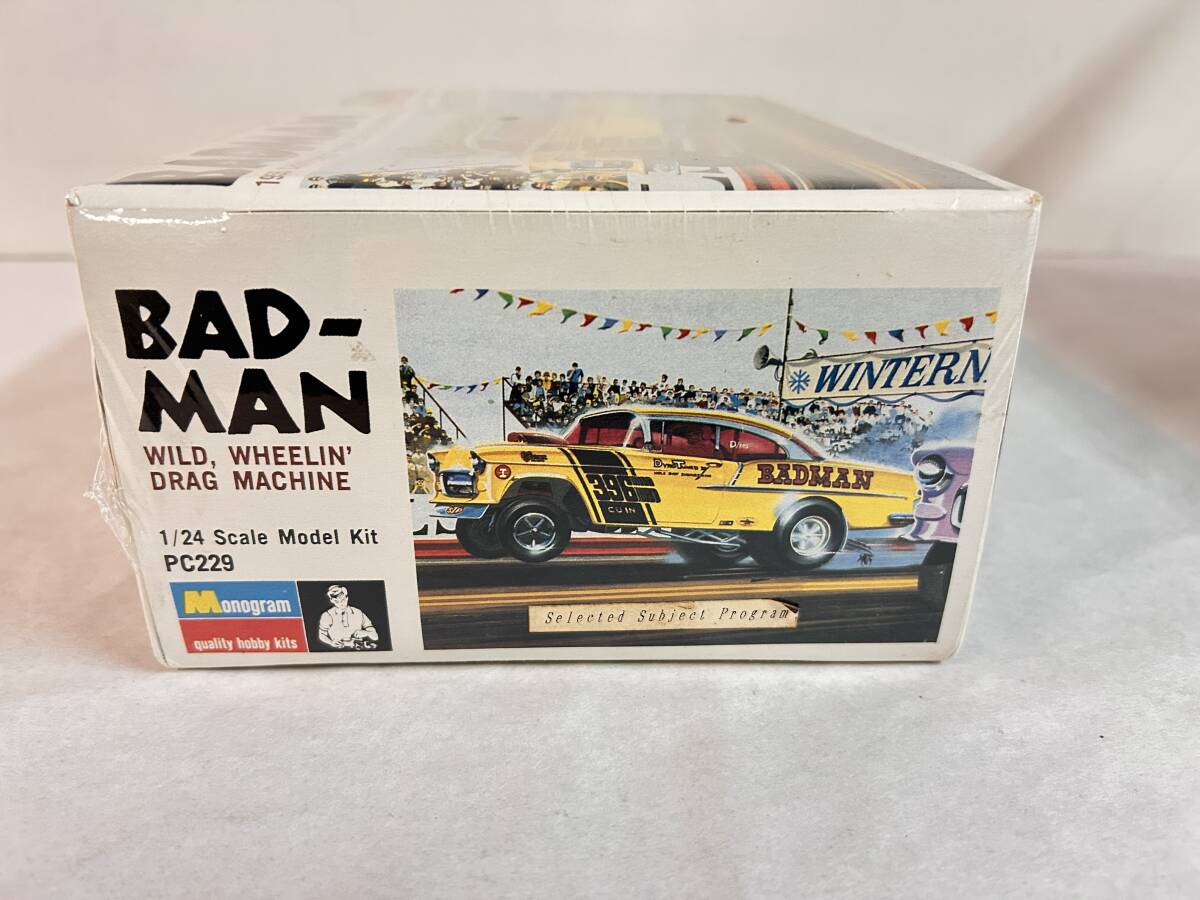 BAD-
MAN
WILD, WHEELIN'
DRAG MACHINE
1/24 Scale Model Kit
PC229
Monogram
quality hobby kits
WINTERN
D/HS
BADMAN
396
CU IN
Selected Subject Program